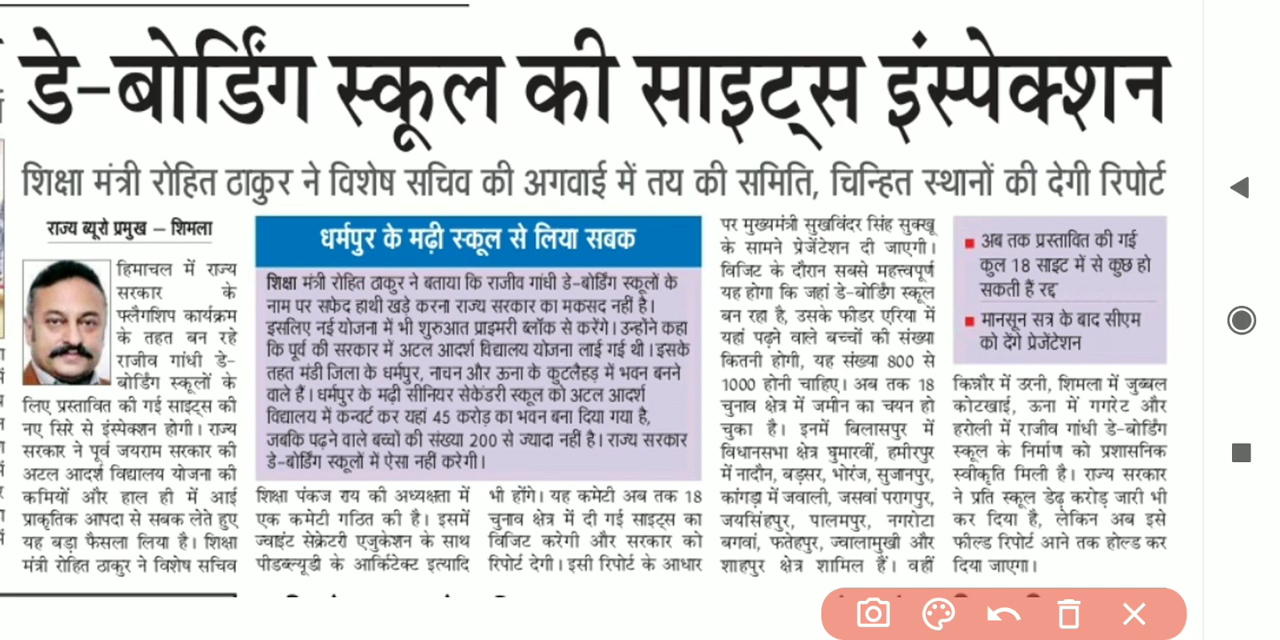 डे-बोर्डिंग स्कूल की साइट्स इंस्पेक्शन
शिक्षा मंत्री रोहित ठाकुर ने विशेष सचिव की अगवाई में तय की समिति, चिन्हित स्थानों की देगी रिपोर्ट
राज्य ब्यूरो प्रमुख – शिमला
हिमाचल में राज्य
सरकार के
फ्लैगशिप कार्यक्रम
के तहत बन रहे
राजीव गांधी डे-
बोर्डिंग स्कूलों के
लिए प्रस्तावित की गई साइट्स की
नए सिरे से इंस्पेक्शन होगी। राज्य
सरकार ने पूर्व जयराम सरकार की
अटल आदर्श विद्यालय योजना की
कमियों और हाल ही में आई
प्राकृतिक आपदा से सबक लेते हुए
यह बड़ा फैसला लिया है। शिक्षा
मंत्री रोहित ठाकुर ने विशेष सचिव
धर्मपुर के मढ़ी स्कूल से लिया सबक
शिक्षा मंत्री रोहित ठाकुर ने बताया कि राजीव गांधी डे-बोर्डिंग स्कूलों के
नाम पर सफेद हाथी खड़े करना राज्य सरकार का मकसद नहीं है।
इसलिए नई योजना में भी शुरुआत प्राइमरी ब्लॉक से करेंगे। उन्होंने कहा
कि पूर्व की सरकार में अटल आदर्श विद्यालय योजना लाई गई थी। इसके
तहत मंडी जिला के धर्मपुर, नाचन और ऊना के कुटलैहड़ में भवन बनने
वाले हैं। धर्मपुर के मढ़ी सीनियर सेकेंडरी स्कूल को अटल आदर्श
विद्यालय में कन्वर्ट कर यहां 45 करोड़ का भवन बना दिया गया है,
जबकि पढ़ने वाले बच्चों की संख्या 200 से ज्यादा नहीं है। राज्य सरकार
डे-बोर्डिंग स्कूलों में ऐसा नहीं करेगी।
शिक्षा पंकज राय की अध्यक्षता में
एक कमेटी गठित की है। इसमें
ज्वाइंट सेक्रेटरी एजुकेशन के साथ
पीडब्ल्यूडी के आर्किटेक्ट इत्यादि
भी होंगे। यह कमेटी अब तक 18
चुनाव क्षेत्र में दी गई साइट्स का
विजिट करेगी और सरकार को
रिपोर्ट देगी। इसी रिपोर्ट के आधार
पर मुख्यमंत्री सुखविंदर सिंह सुक्खू
के सामने प्रेजेंटेशन दी जाएगी।
विजिट के दौरान सबसे महत्त्वपूर्ण
यह होगा कि जहां डे-बोर्डिंग स्कूल
बन रहा है, उसके फीडर एरिया में
यहां पढ़ने वाले बच्चों की संख्या
कितनी होगी, यह संख्या 800 से
1000 होनी चाहिए। अब तक 18
चुनाव क्षेत्र में जमीन का चयन हो
चुका है। इनमें बिलासपुर में
विधानसभा क्षेत्र घुमारवीं, हमीरपुर
में नादौन, बड़सर, भोरंज, सुजानपुर,
कांगड़ा में जवाली, जसवां परागपुर,
जयसिंहपुर, पालमपुर, नगरोटा
बगवां, फतेहपुर, ज्वालामुखी और
शाहपुर क्षेत्र शामिल हैं। वहीं
अब तक प्रस्तावित की गई
कुल 18 साइट में से कुछ हो
सकती हैं रद्द
मानसून सत्र के बाद सीएम
को देंगे प्रेजेंटेशन
किन्नौर में उरनी, शिमला में जुब्बल
कोटखाई, ऊना में गगरेट और
हरोली में राजीव गांधी डे-बोर्डिंग
स्कूल के निर्माण को प्रशासनिक
स्वीकृति मिली है। राज्य सरकार
ने प्रति स्कूल डेढ़ करोड़ जारी भी
कर दिया है, लेकिन अब इसे
फील्ड रिपोर्ट आने तक होल्ड कर
दिया जाएगा।